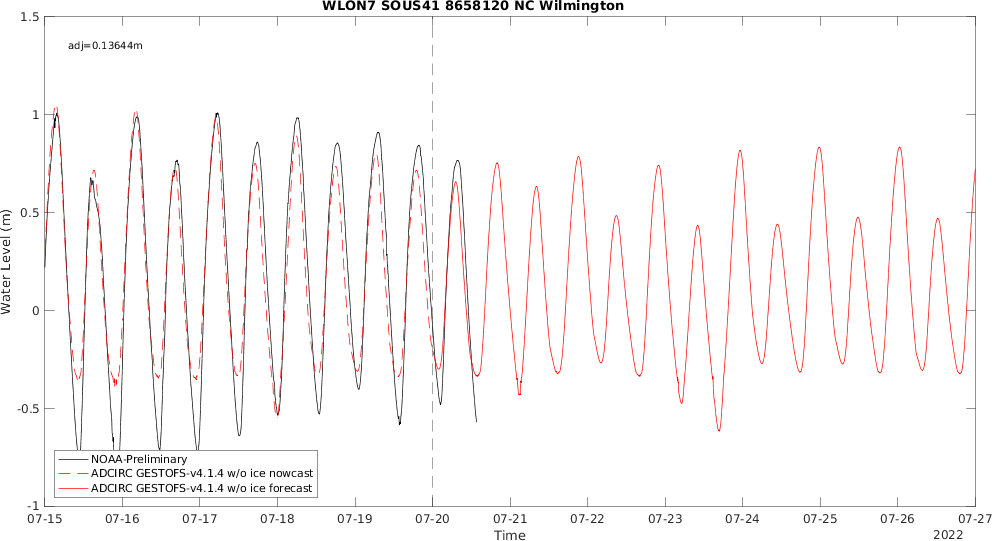 WLON7 SOUS41 8658120 NC Wilmington
adj=0.13644m
Water Level (m)
1.5
1
0.5
0
-0.5
-1
NOAA-Preliminary
ADCIRC GESTOFS-v4.1.4 w/o ice nowcast
ADCIRC GESTOFS-v4.1.4 w/o ice forecast
07-15 07-16 07-17 07-18 07-19 07-20 07-21 07-22 07-23 07-24 07-25 07-26 07-27
Time
2022